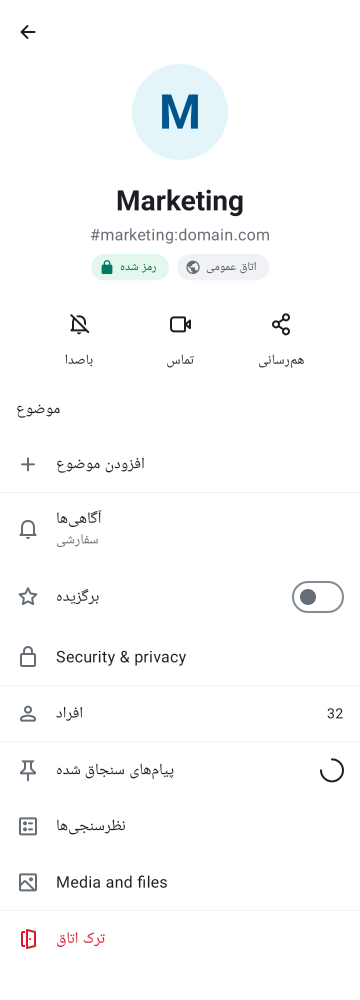 M
Marketing
#marketing:domain.com
رمز شده
اتاق عمومی
باصدا
تماس
هم‌رسانی
موضوع
افزودن موضوع
آگاهی‌ها
سفارشی
برگزیده
Security & privacy
افراد
32
پیام‌های سنجاق شده
نظرسنجی‌ها
Media and files
ترک اتاق